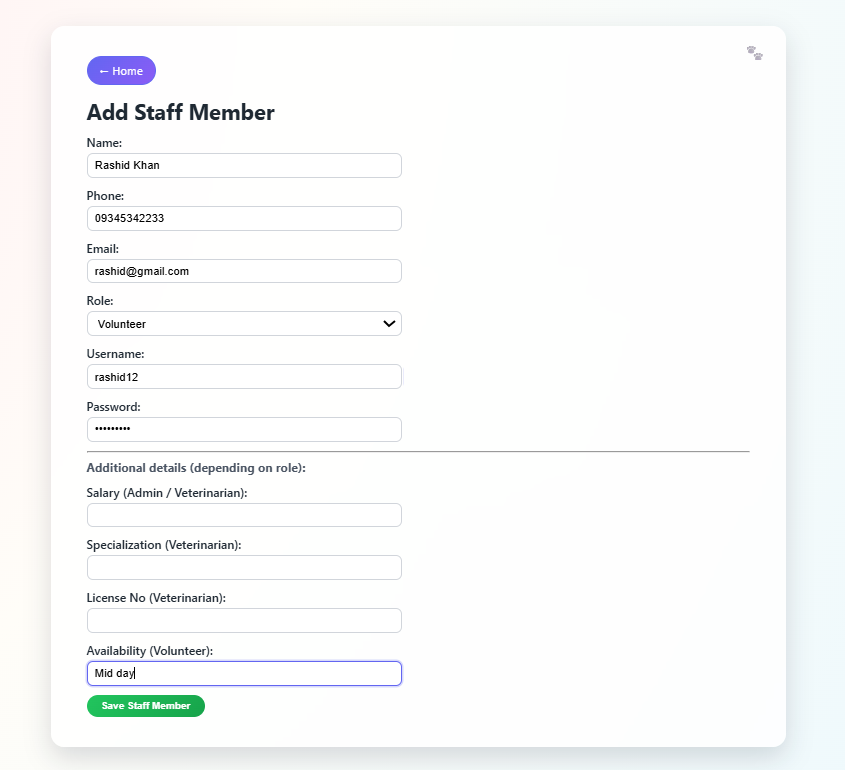 ← Home
Add Staff Member
Name:
Rashid Khan
Phone:
09345342233
Email:
rashid@gmail.com
Role:
Volunteer
Username:
rashid12
Password:
•••••••••
Additional details (depending on role):
Salary (Admin / Veterinarian):
Specialization (Veterinarian):
License No (Veterinarian):
Availability (Volunteer):
Mid day
Save Staff Member